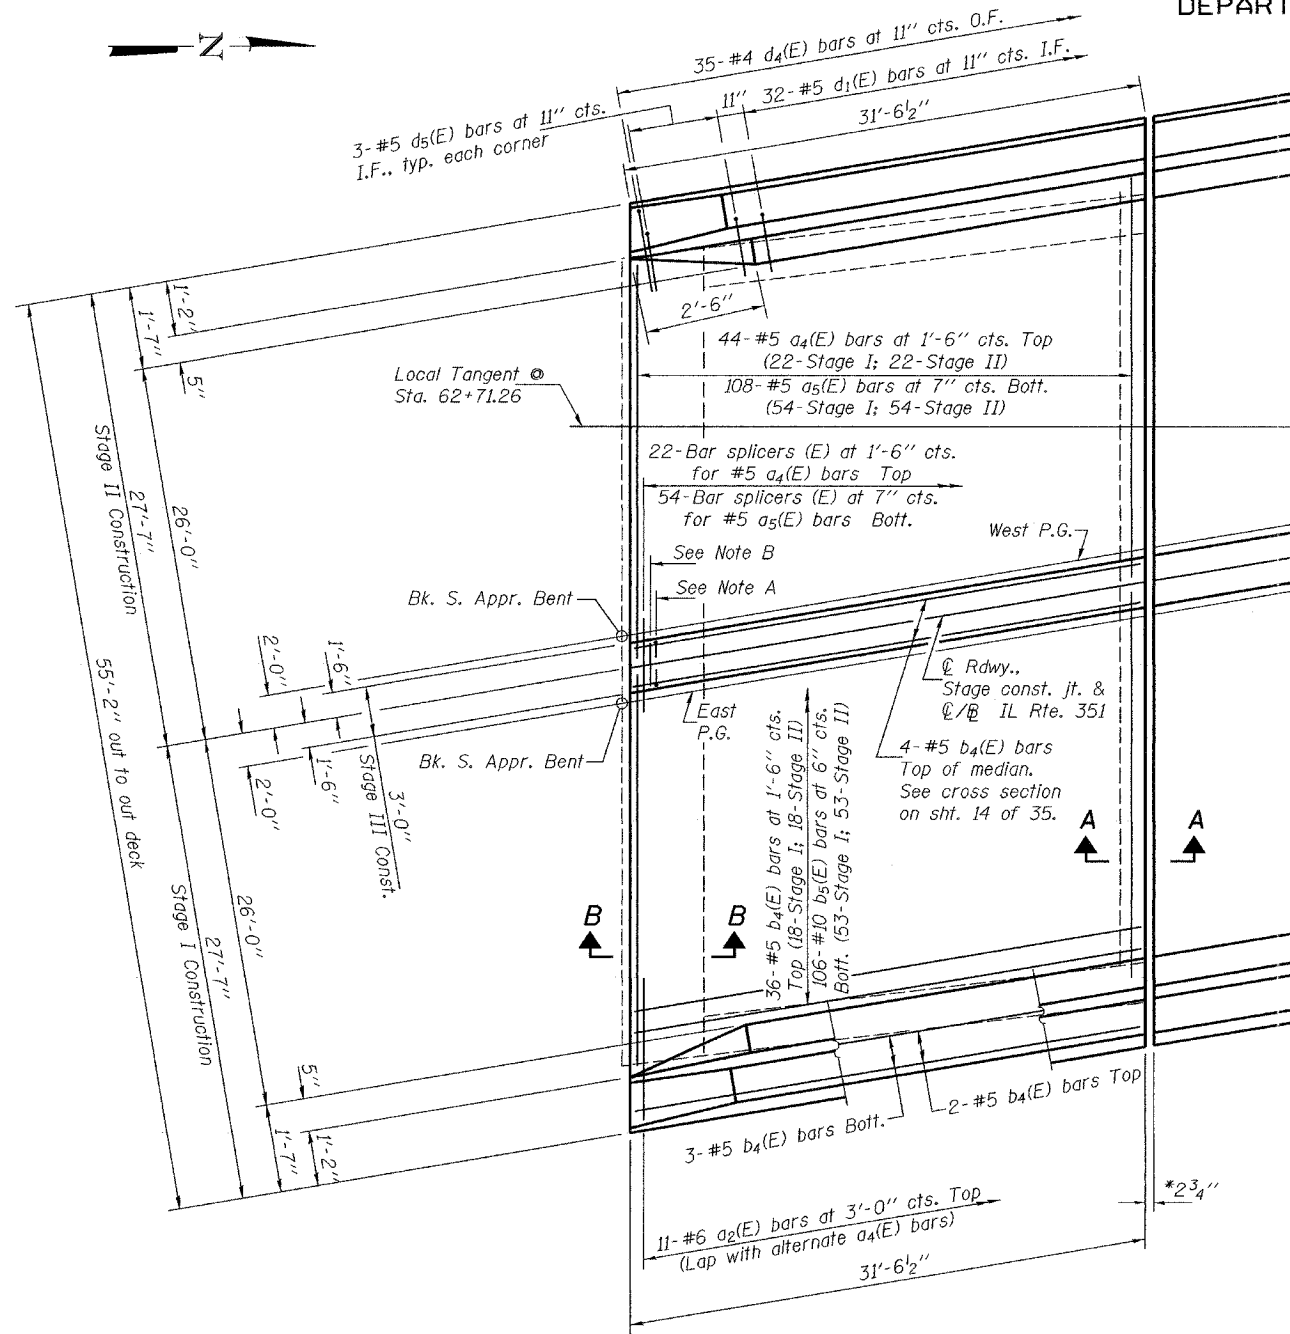 DEPART
N
35-#4 d4(E) bars at 11" cts. O.F.
11"
32-#5 d1(E) bars at 11" cts. I.F.
31'-6½"
3-#5 d5(E) bars at 11" cts.
I.F., typ. each corner
2'-6"
1'-2"
1'-7"
5"
44-#5 a4(E) bars at 1'-6" cts. Top
(22-Stage I; 22-Stage II)
108-#5 a5(E) bars at 7" cts. Bott.
(54-Stage I; 54-Stage II)
Local Tangent @
Sta. 62+71.26
22-Bar splicers (E) at 1'-6" cts.
for #5 a4(E) bars Top
54-Bar splicers (E) at 7" cts.
for #5 a5(E) bars Bott.
See Note B
See Note A
West P.G.
Stage II Construction
27'-7"
26'-0"
Bk. S. Appr. Bent
Bk. S. Appr. Bent
2'-0"
1'-6"
1'-6"
2'-0"
3'-0"
Stage III Const.
55'-2" out to out deck
East
P.G.
℄ Rdwy.,
Stage const. jt. &
℄/B IL Rte. 351
4-#5 b4(E) bars
Top of median.
See cross section
on sht. 14 of 35.
36-#5 b4(E) bars at 1'-6" cts.
Top (18-Stage I; 18-Stage II)
106-#10 b5(E) bars at 6" cts.
Bott. (53-Stage I; 53-Stage II)
A
A
B
B
26'-0"
27'-7"
Stage I Construction
5"
1'-7"
1'-2"
2-#5 b4(E) bars Top
3-#5 b4(E) bars Bott.
*2¾"
11-#6 a2(E) bars at 3'-0" cts. Top
(Lap with alternate a4(E) bars)
31'-6½"